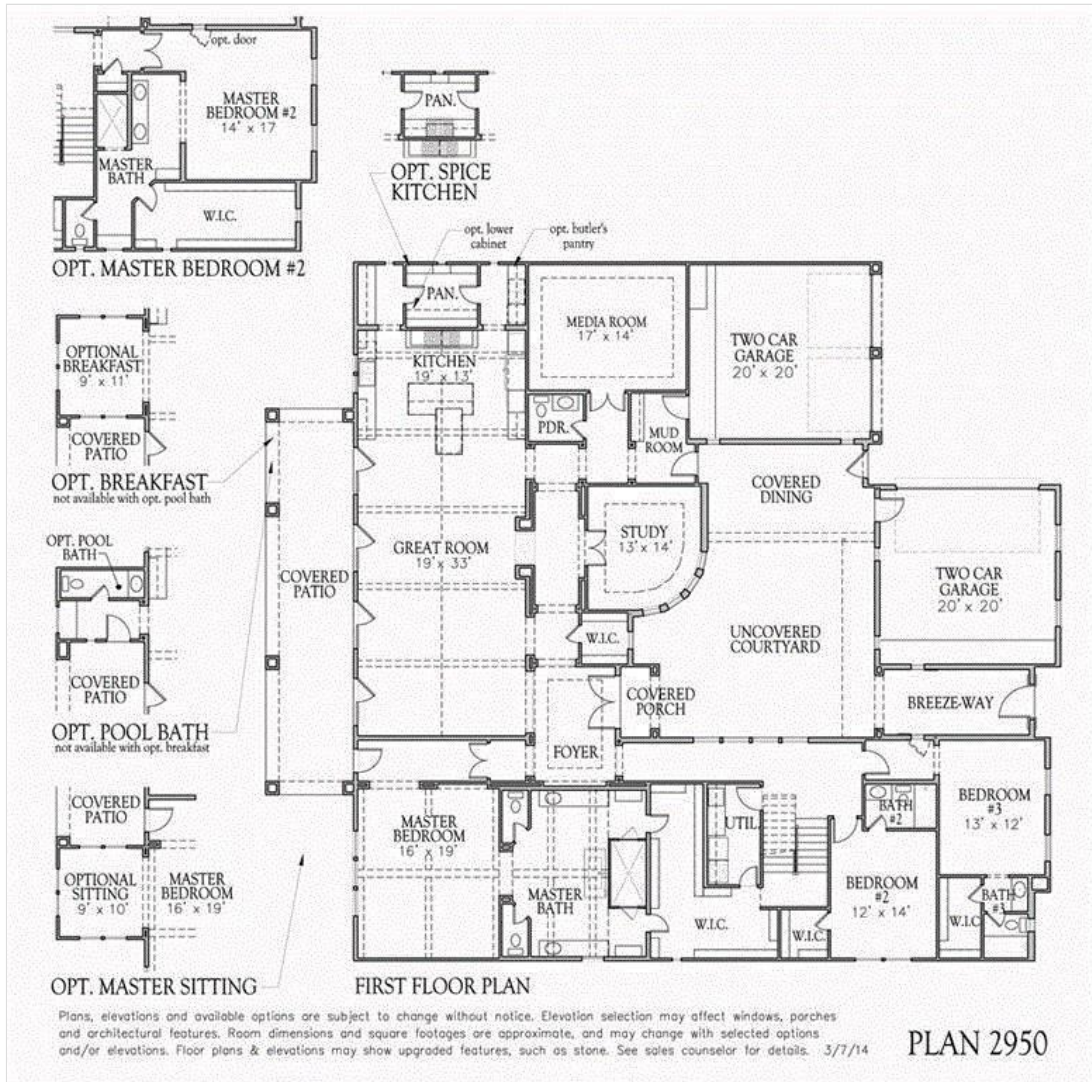 opt. door
MASTER
BEDROOM #2
14' x 17
MASTER
BATH
W.I.C.
OPT. MASTER BEDROOM #2
PAN.
OPT. SPICE
KITCHEN
opt. lower
cabinet
opt. butler's
pantry
PAN.
MEDIA ROOM
17' x 14'
TWO CAR
GARAGE
20' x 20'
KITCHEN
19' x 13'
OPTIONAL
BREAKFAST
9' x 11'
COVERED
PATIO
OPT. BREAKFAST
not available with opt. pool bath
PDR.
MUD
ROOM
COVERED
DINING
STUDY
13' x 14'
GREAT ROOM
19' x 33'
COVERED
PATIO
TWO CAR
GARAGE
20' x 20'
OPT. POOL
BATH
COVERED
PATIO
OPT. POOL BATH
not available with opt. breakfast
W.I.C.
UNCOVERED
COURTYARD
COVERED
PORCH
BREEZE-WAY
FOYER
COVERED
PATIO
OPTIONAL
SITTING
9' x 10'
MASTER
BEDROOM
16' x 19'
OPT. MASTER SITTING
MASTER
BEDROOM
16' x 19'
MASTER
BATH
UTIL.
W.I.C.
W.I.C.
BATH
#2
BEDROOM
#2
12' x 14'
BEDROOM
#3
13' x 12'
BATH
#3
W.I.C.
FIRST FLOOR PLAN
Plans, elevations and available options are subject to change without notice. Elevation selection may affect windows, porches
and architectural features. Room dimensions and square footages are approximate, and may change with selected options
and/or elevations. Floor plans & elevations may show upgraded features, such as stone. See sales counselor for details. 3/7/14
PLAN 2950